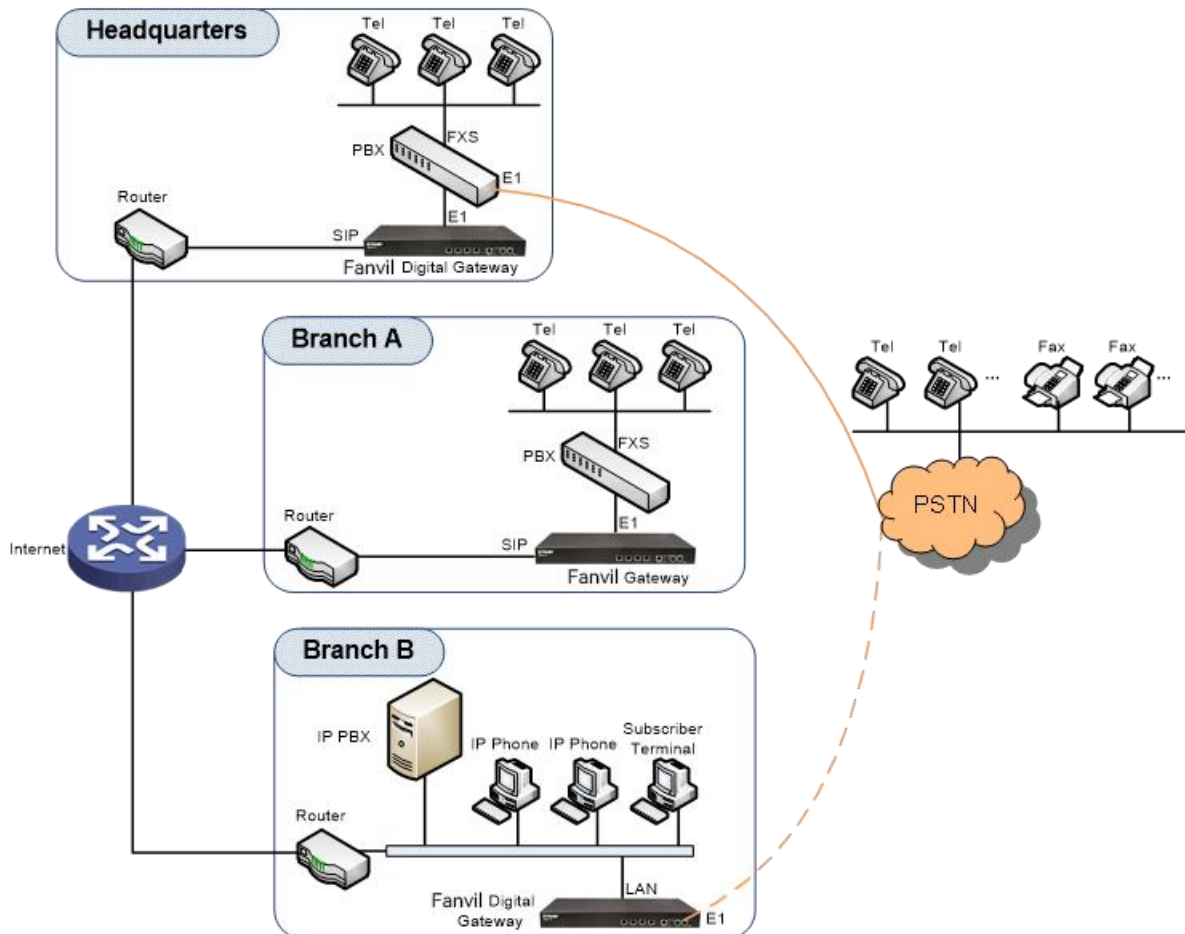 Headquarters
Tel
Tel
Tel
FXS
PBX
E1
E1
Router
SIP
Fanvil Digital Gateway
Branch A
Tel
Tel
Tel
FXS
PBX
E1
Router
SIP
Fanvil Gateway
Internet
Tel
Tel
...
Fax
Fax
...
PSTN
Branch B
IP PBX
IP Phone
IP Phone
Subscriber
Terminal
Router
LAN
Fanvil Digital
Gateway
E1